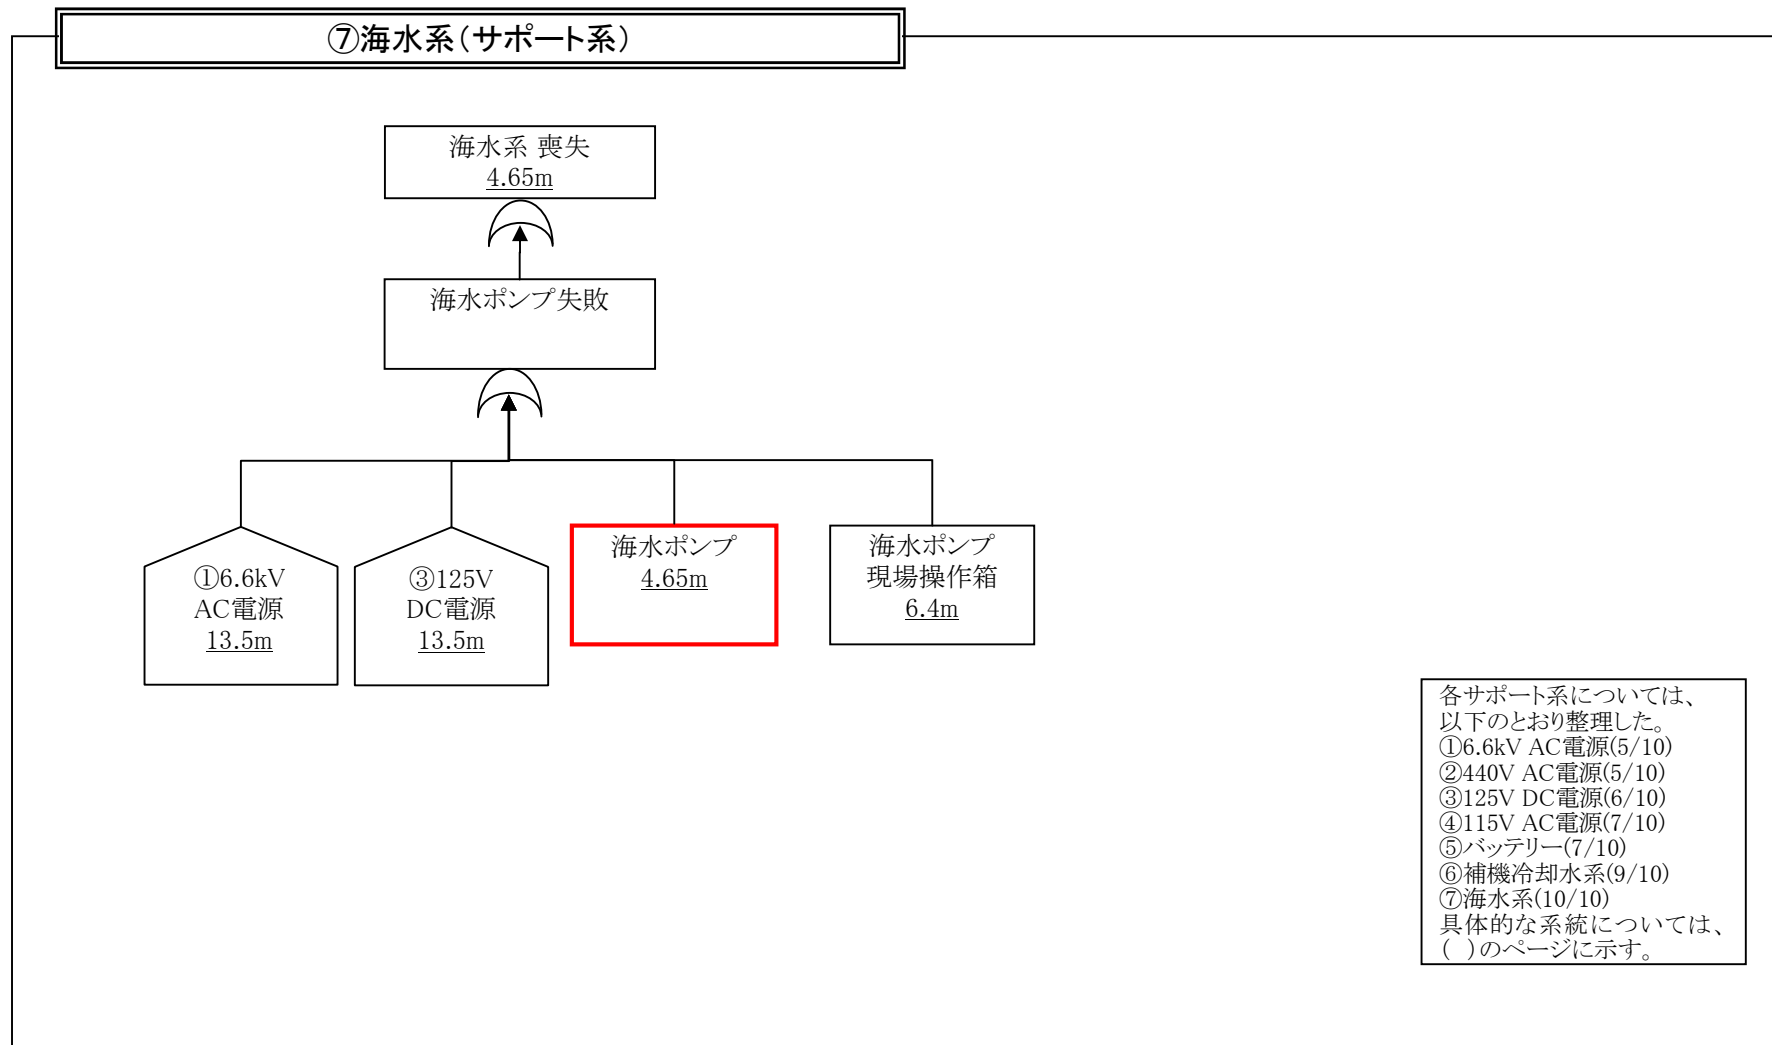 ⑦海水系（サポート系）
海水系 喪失
4.65m
海水ポンプ失敗
①6.6kV
AC電源
13.5m
③125V
DC電源
13.5m
海水ポンプ
4.65m
海水ポンプ
現場操作箱
6.4m
各サポート系については、
以下のとおり整理した。
①6.6kV AC電源(5/10)
②440V AC電源(5/10)
③125V DC電源(6/10)
④115V AC電源(7/10)
⑤バッテリー(7/10)
⑥補機冷却水系(9/10)
⑦海水系(10/10)
具体的な系統については、
( )のページに示す。